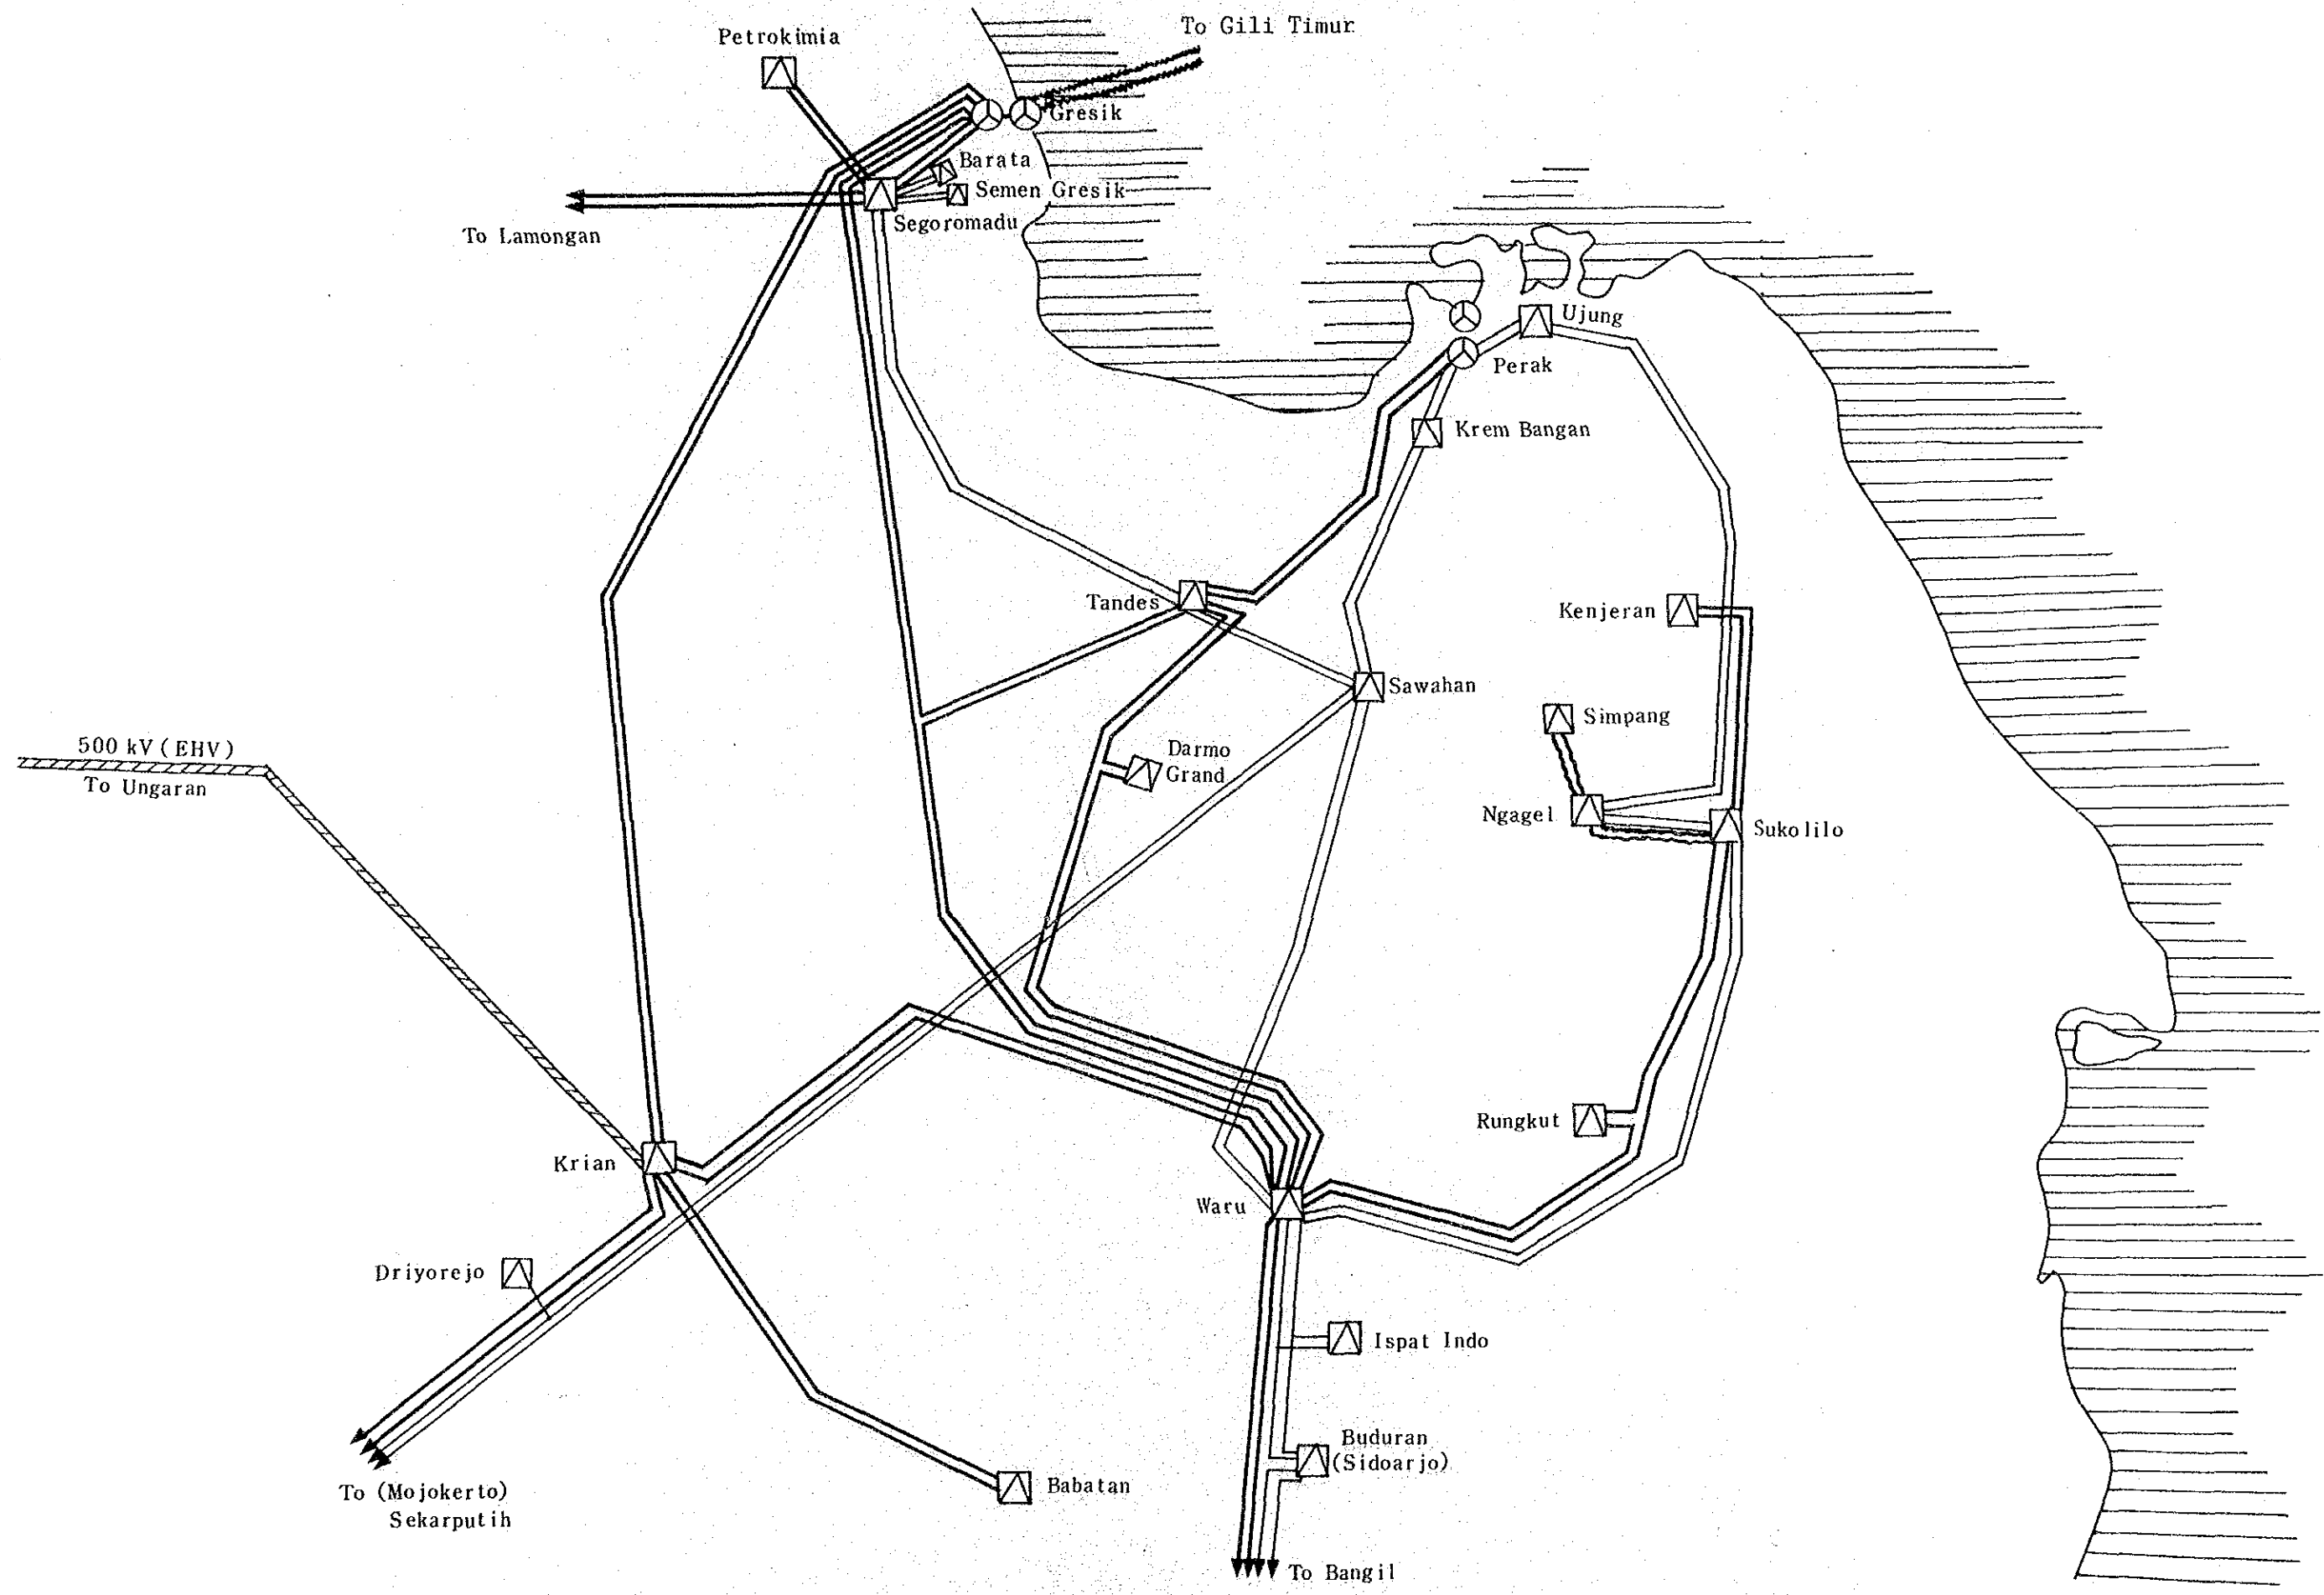 To Gili Timur
Petrokimia
Gresik
Barata
Semen Gresik
Segoromadu
To Lamongan
Ujung
Perak
Krem Bangan
Tandes
Kenjeran
Sawahan
Simpang
500 kV (EHV)
To Ungaran
Darmo
Grand
Ngagel
Sukolilo
Rungkut
Krian
Waru
Driyorejo
Ispat Indo
Buduran
(Sidoarjo)
Babatan
To (Mojokerto)
Sekarputih
To Bangil